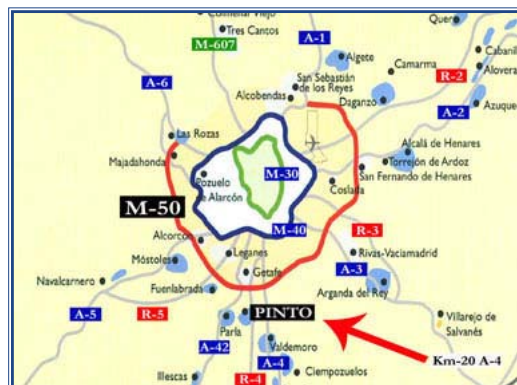 Colmenar Viejo
Tres Cantos
M-607
A-1
Quer
Cabanil
Alovera
Algete
Camarma
R-2
A-6
San Sebastián
de los Reyes
Alcobendas
Daganzo
A-2
Azuque
Las Rozas
Alcalá de Henares
Majadahonda
Torrejón de Ardoz
M-30
San Fernando de Henares
Pozuelo
de Alarcón
Coslada
M-50
M-40
R-3
Alcorcón
Leganes
Rivas-Vaciamadrid
Móstoles
Getafe
A-3
Navalcarnero
Fuenlabrada
Arganda del Rey
A-5
R-5
PINTO
Villarejo de
Salvanés
Parla
A-42
Valdemoro
Km-20 A-4
A-4
Illescas
R-4
Ciempozuelos